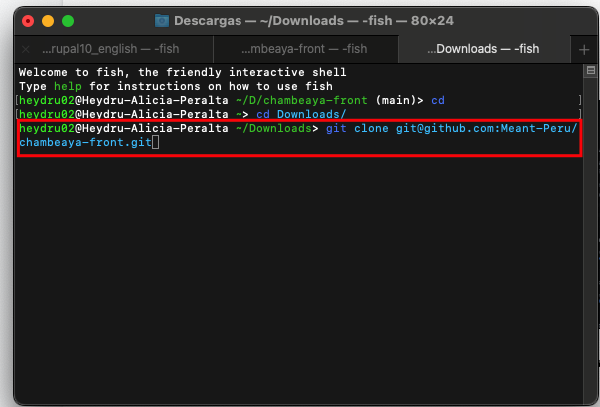 Descargas — ~/Downloads — -fish — 80×24
...rupal10_english — -fish
...mbeaya-front — -fish
...Downloads — -fish
Welcome to fish, the friendly interactive shell
Type help for instructions on how to use fish
[heydru02@Heydru-Alicia-Peralta ~/D/chambeaya-front (main)> cd ]
[heydru02@Heydru-Alicia-Peralta ~> cd Downloads/ ]
heydru02@Heydru-Alicia-Peralta ~/Downloads> git clone git@github.com:Meant-Peru/
chambeaya-front.git